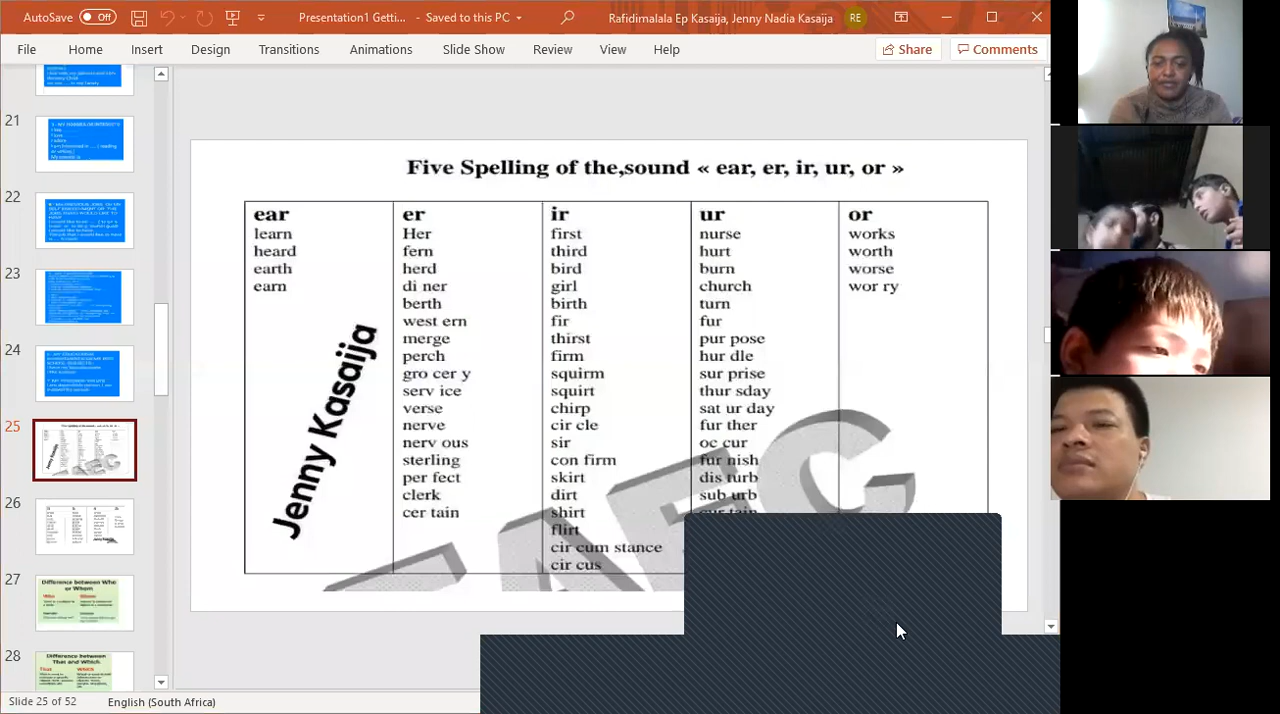 AutoSave Off Presentation1 Getti... - Saved to this PC Rafidimalala Ep Kasaija, Jenny Nadia Kasaija RE
File Home Insert Design Transitions Animations Slide Show Review View Help Share Comments
21
22
23
24
25
26
27
Difference between Who or Whom
28
Difference between That and Which
Five Spelling of the,sound « ear, er, ir, ur, or »
ear
learn
heard
earth
earn
Jenny Kasaija
er
Her
fern
herd
di ner
berth
west ern
merge
perch
gro cer y
serv ice
verse
nerve
nerv ous
sterling
per fect
clerk
cer tain
ir
first
third
bird
girl
birth
fir
thirst
firm
squirm
squirt
chirp
cir cle
sir
con firm
skirt
dirt
shirt
flirt
cir cum stance
cir cus
ur
nurse
hurt
burn
church
turn
fur
pur pose
hur dle
sur prise
thur sday
sat ur day
fur ther
oc cur
fur nish
dis turb
sub urb
cur tain
or
works
worth
worse
wor ry
Slide 25 of 52 English (South Africa)